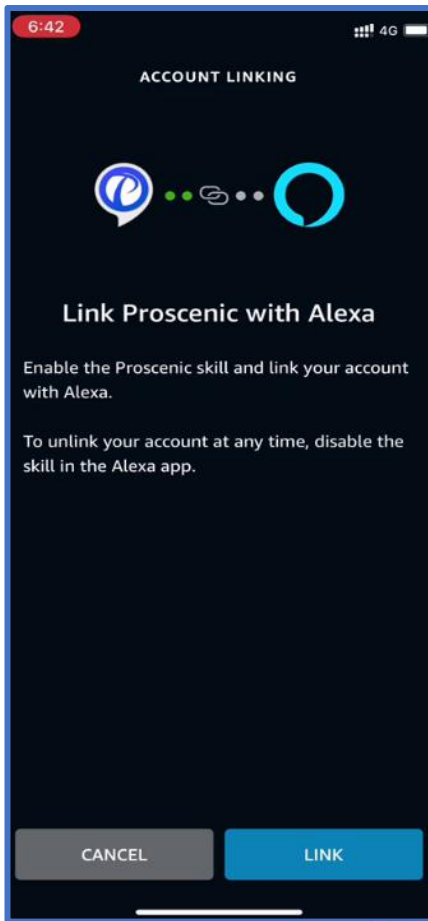 6:42
4G
ACCOUNT LINKING
Link Proscenic with Alexa
Enable the Proscenic skill and link your account
with Alexa.
To unlink your account at any time, disable the
skill in the Alexa app.
CANCEL
LINK